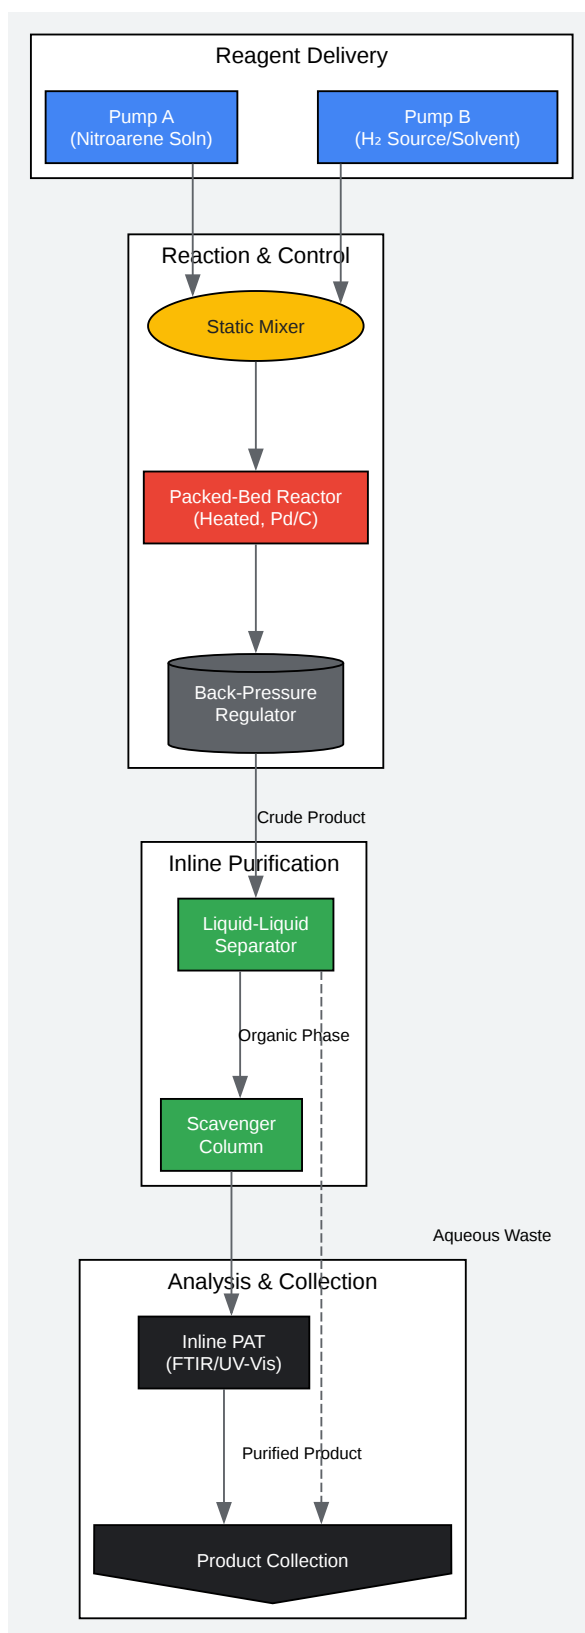 Reagent Delivery
Pump A
(Nitroarene Soln)
Pump B
(H₂ Source/Solvent)
Reaction & Control
Static Mixer
Packed-Bed Reactor
(Heated, Pd/C)
Back-Pressure
Regulator
Crude Product
Inline Purification
Liquid-Liquid
Separator
Organic Phase
Scavenger
Column
Aqueous Waste
Analysis & Collection
Inline PAT
(FTIR/UV-Vis)
Purified Product
Product Collection